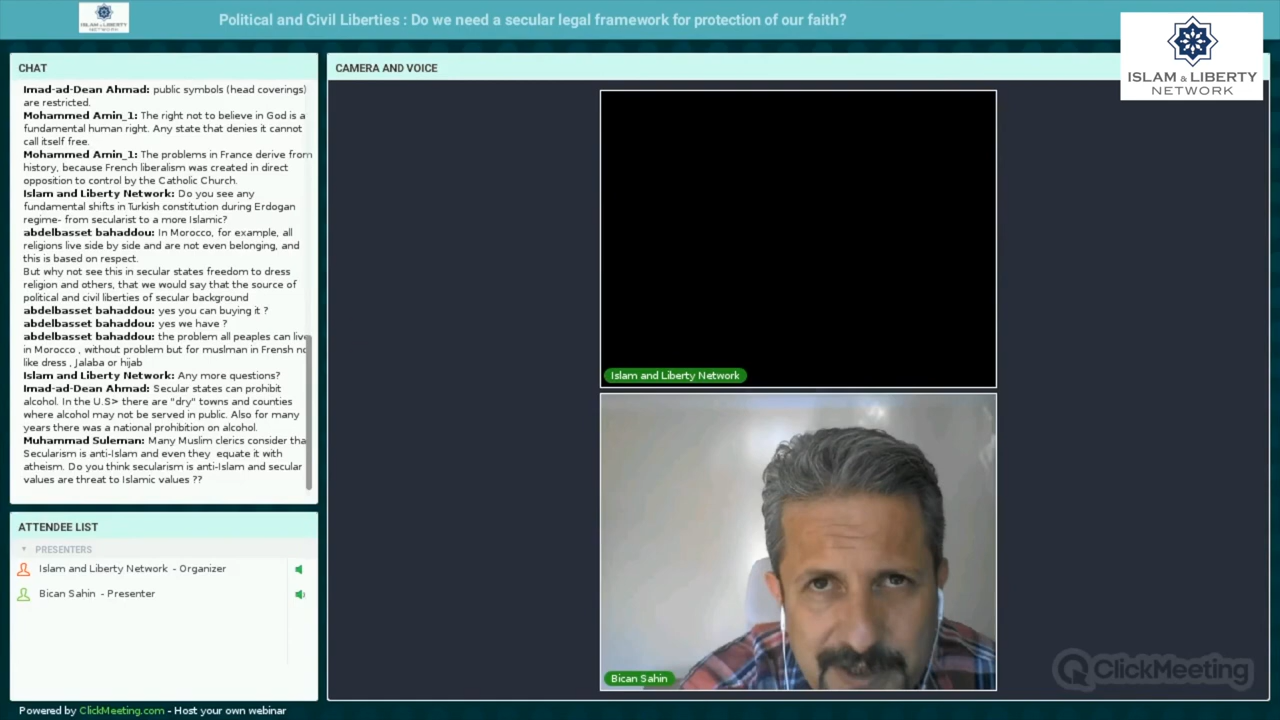 ISLAM & LIBERTY
NETWORK
Political and Civil Liberties : Do we need a secular legal framework for protection of our faith?
ISLAM & LIBERTY
NETWORK
CHAT
Imad-ad-Dean Ahmad: public symbols (head coverings)
are restricted.
Mohammed Amin_1: The right not to believe in God is a
fundamental human right. Any state that denies it cannot
call itself free.
Mohammed Amin_1: The problems in France derive from
history, because French liberalism was created in direct
opposition to control by the Catholic Church.
Islam and Liberty Network: Do you see any
fundamental shifts in Turkish constitution during Erdogan
regime- from secularist to a more Islamic?
abdelbasset bahaddou: In Morocco, for example, all
religions live side by side and are not even belonging, and
this is based on respect.
But why not see this in secular states freedom to dress
religion and others, that we would say that the source of
political and civil liberties of secular background
abdelbasset bahaddou: yes you can buying it ?
abdelbasset bahaddou: yes we have ?
abdelbasset bahaddou: the problem all peaples can live
in Morocco , without problem but for muslman in Frensh no
like dress , Jalaba or hijab
Islam and Liberty Network: Any more questions?
Imad-ad-Dean Ahmad: Secular states can prohibit
alcohol. In the U.S> there are "dry" towns and counties
where alcohol may not be served in public. Also for many
years there was a national prohibition on alcohol.
Muhammad Suleman: Many Muslim clerics consider tha
Secularism is anti-Islam and even they equate it with
atheism. Do you think secularism is anti-Islam and secular
values are threat to Islamic values ??
ATTENDEE LIST
PRESENTERS
Islam and Liberty Network - Organizer
Bican Sahin - Presenter
CAMERA AND VOICE
Islam and Liberty Network
Bican Sahin
ClickMeeting
Powered by ClickMeeting.com - Host your own webinar